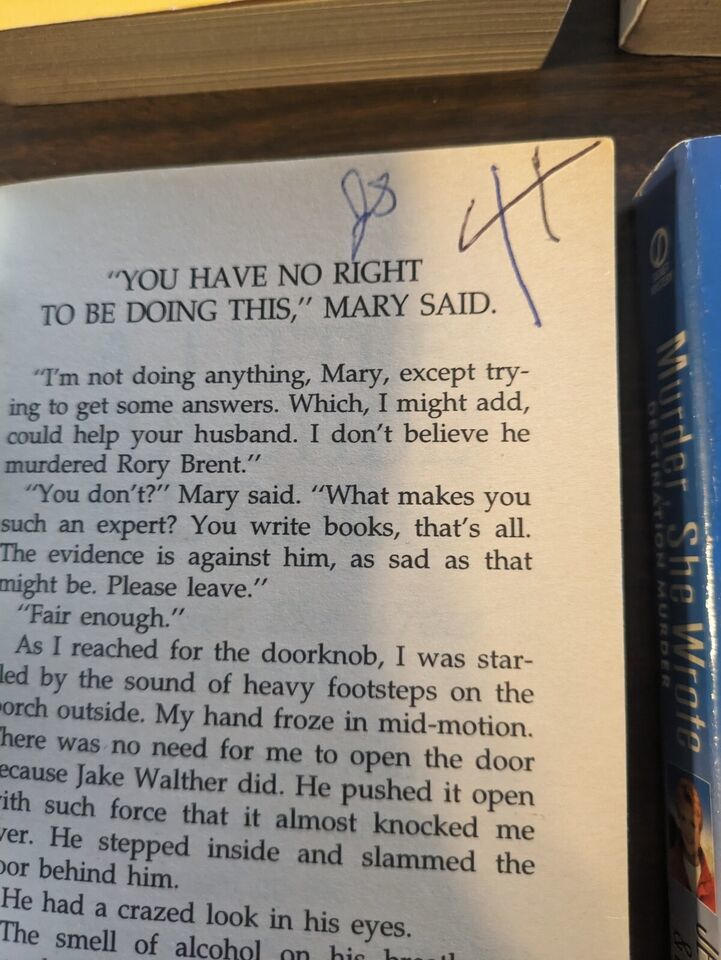 JS
"YOU HAVE NO RIGHT
TO BE DOING THIS," MARY SAID.
"I'm not doing anything, Mary, except try-
ing to get some answers. Which, I might add,
could help your husband. I don't believe he
murdered Rory Brent."
"You don't?" Mary said. "What makes you
such an expert? You write books, that's all.
The evidence is against him, as sad as that
might be. Please leave."
"Fair enough."
As I reached for the doorknob, I was star-
led by the sound of heavy footsteps on the
orch outside. My hand froze in mid-motion.
here was no need for me to open the door
ecause Jake Walther did. He pushed it open
ith such force that it almost knocked me
ver. He stepped inside and slammed the
oor behind him.
He had a crazed look in his eyes.
The smell of alcohol on his
Murder She Wrote
DESTINATION MURDER